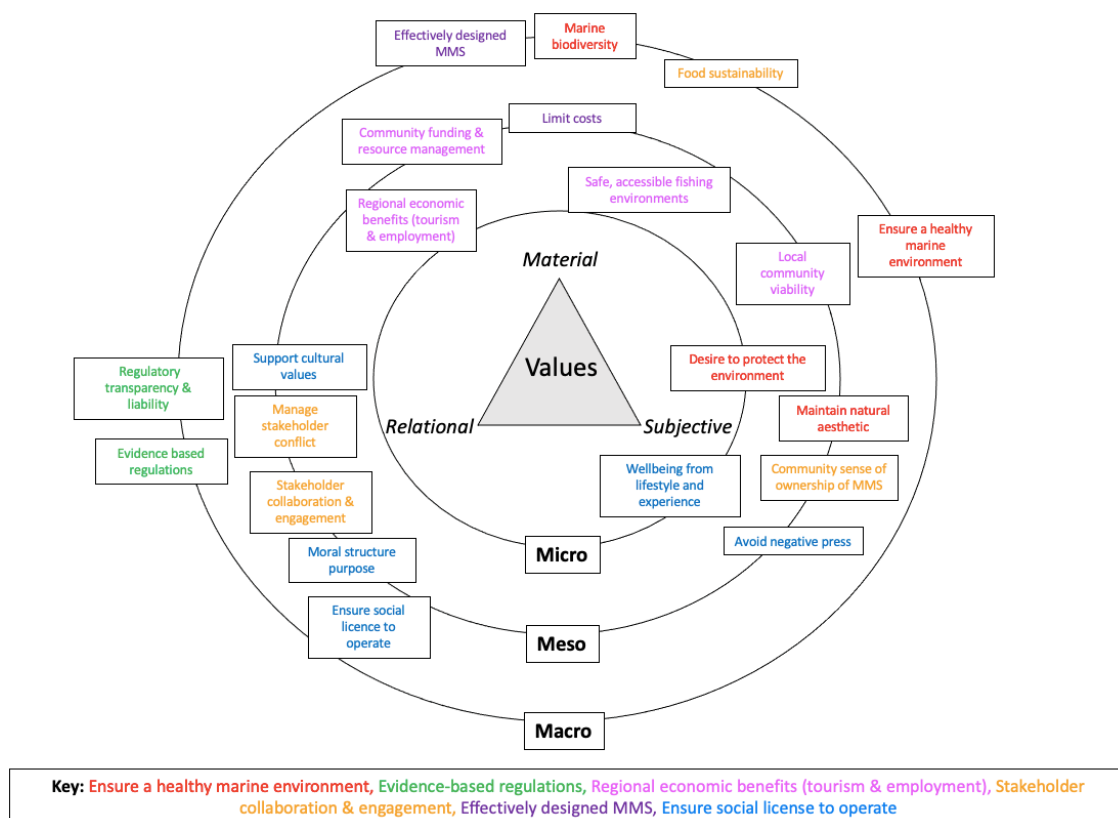 Effectively designed
MMS
Marine
biodiversity
Food sustainability
Community funding &
resource management
Limit costs
Safe, accessible fishing
environments
Regional economic
benefits (tourism
& employment)
Ensure a healthy
marine
environment
Local
community
viability
Material
Values
Relational
Subjective
Support cultural
values
Desire to protect the
environment
Regulatory
transparency &
liability
Manage
stakeholder
conflict
Maintain natural
aesthetic
Evidence based
regulations
Stakeholder
collaboration &
engagement
Wellbeing from
lifestyle and
experience
Community sense of
ownership of MMS
Avoid negative press
Moral structure
purpose
Micro
Ensure social
licence to
operate
Meso
Macro
Key: Ensure a healthy marine environment, Evidence-based regulations, Regional economic benefits (tourism & employment), Stakeholder
collaboration & engagement, Effectively designed MMS, Ensure social license to operate